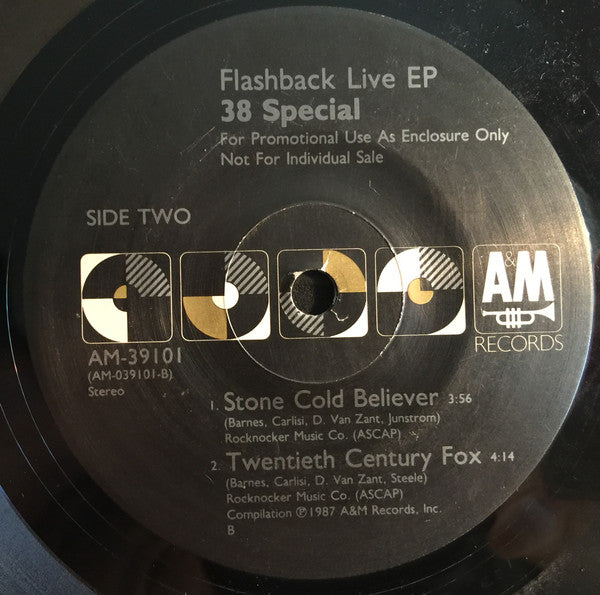 Flashback Live EP
38 Special
For Promotional Use As Enclosure Only
Not For Individual Sale
SIDE TWO
A&M
RECORDS
AM-39101
(AM-039101-B)
Stereo
1. Stone Cold Believer 3:56
(Barnes, Carlisi, D. Van Zant, Junstrom)
Rocknocker Music Co. (ASCAP)
2. Twentieth Century Fox 4:14
(Barnes, Carlisi, D. Van Zant, Steele)
Rocknocker Music Co. (ASCAP)
Compilation ℗1987 A&M Records, Inc.
B